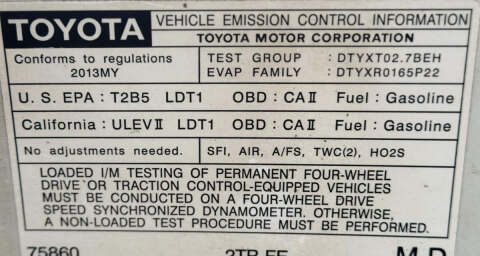 TOYOTA VEHICLE EMISSION CONTROL INFORMATION
TOYOTA MOTOR CORPORATION
Conforms to regulations
2013MY
TEST GROUP : DTYXT02.7BEH
EVAP FAMILY : DTYXR0165P22
U. S. EPA : T2B5 LDT1 OBD: CAⅡ Fuel: Gasoline
California : ULEVⅡ LDT1 OBD: CAⅡ Fuel: Gasoline
No adjustments needed. SFI, AIR, A/FS, TWC(2), HO2S
LOADED I/M TESTING OF PERMANENT FOUR-WHEEL
DRIVE OR TRACTION CONTROL-EQUIPPED VEHICLES
MUST BE CONDUCTED ON A FOUR-WHEEL DRIVE
SPEED SYNCHRONIZED DYNAMOMETER. OTHERWISE,
A NON-LOADED TEST PROCEDURE MUST BE PERFORMED.
75860 2TR-FE